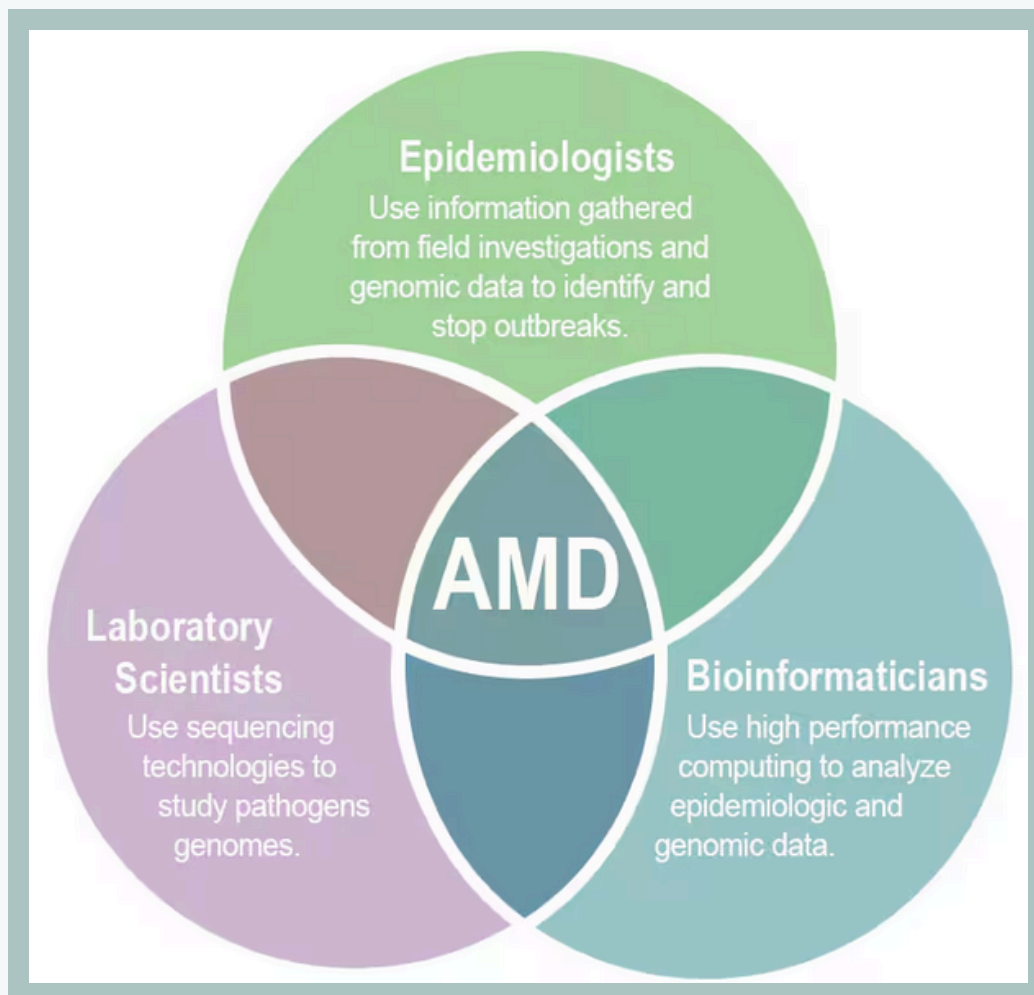 Epidemiologists
Use information gathered
from field investigations and
genomic data to identify and
stop outbreaks.
AMD
Laboratory
Scientists
Use sequencing
technologies to
study pathogens
genomes.
Bioinformaticians
Use high performance
computing to analyze
epidemiologic and
genomic data.